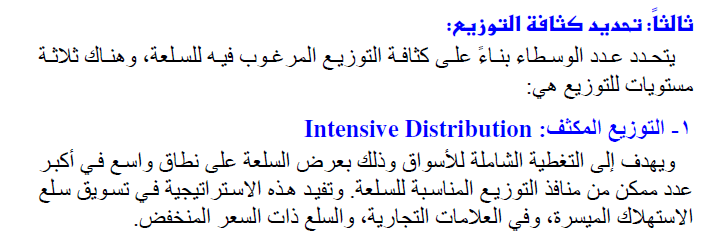 ثالثاً: تحديد كثافة التوزيع:
يتحدد عدد الوسطاء بناءً على كثافة التوزيع المرغوب فيه للسلعة، وهناك ثلاثة
مستويات للتوزيع هي:
١- التوزيع المكثف: Intensive Distribution
ويهدف إلى التغطية الشاملة للأسواق وذلك بعرض السلعة على نطاق واسع في أكبر
عدد ممكن من منافذ التوزيع المناسبة للسلعة. وتفيد هذه الاستراتيجية في تسويق سلع
الاستهلاك الميسرة، وفي العلامات التجارية، والسلع ذات السعر المنخفض.